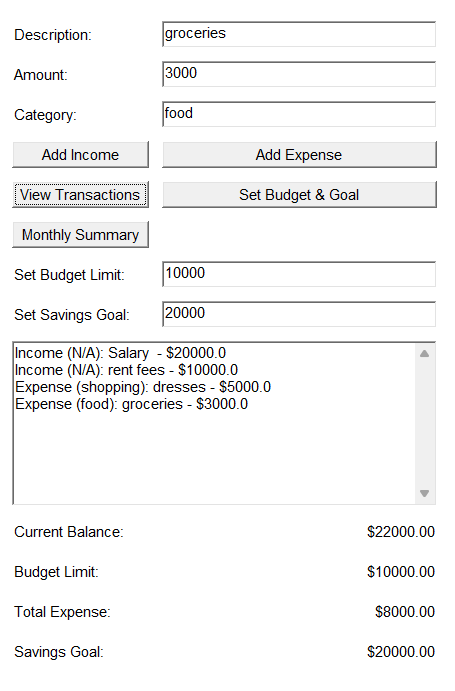 Description: groceries
Amount: 3000
Category: food
Add Income Add Expense
View Transactions Set Budget & Goal
Monthly Summary
Set Budget Limit: 10000
Set Savings Goal: 20000
Income (N/A): Salary  - $20000.0
Income (N/A): rent fees - $10000.0
Expense (shopping): dresses - $5000.0
Expense (food): groceries - $3000.0
Current Balance: $22000.00
Budget Limit: $10000.00
Total Expense: $8000.00
Savings Goal: $20000.00